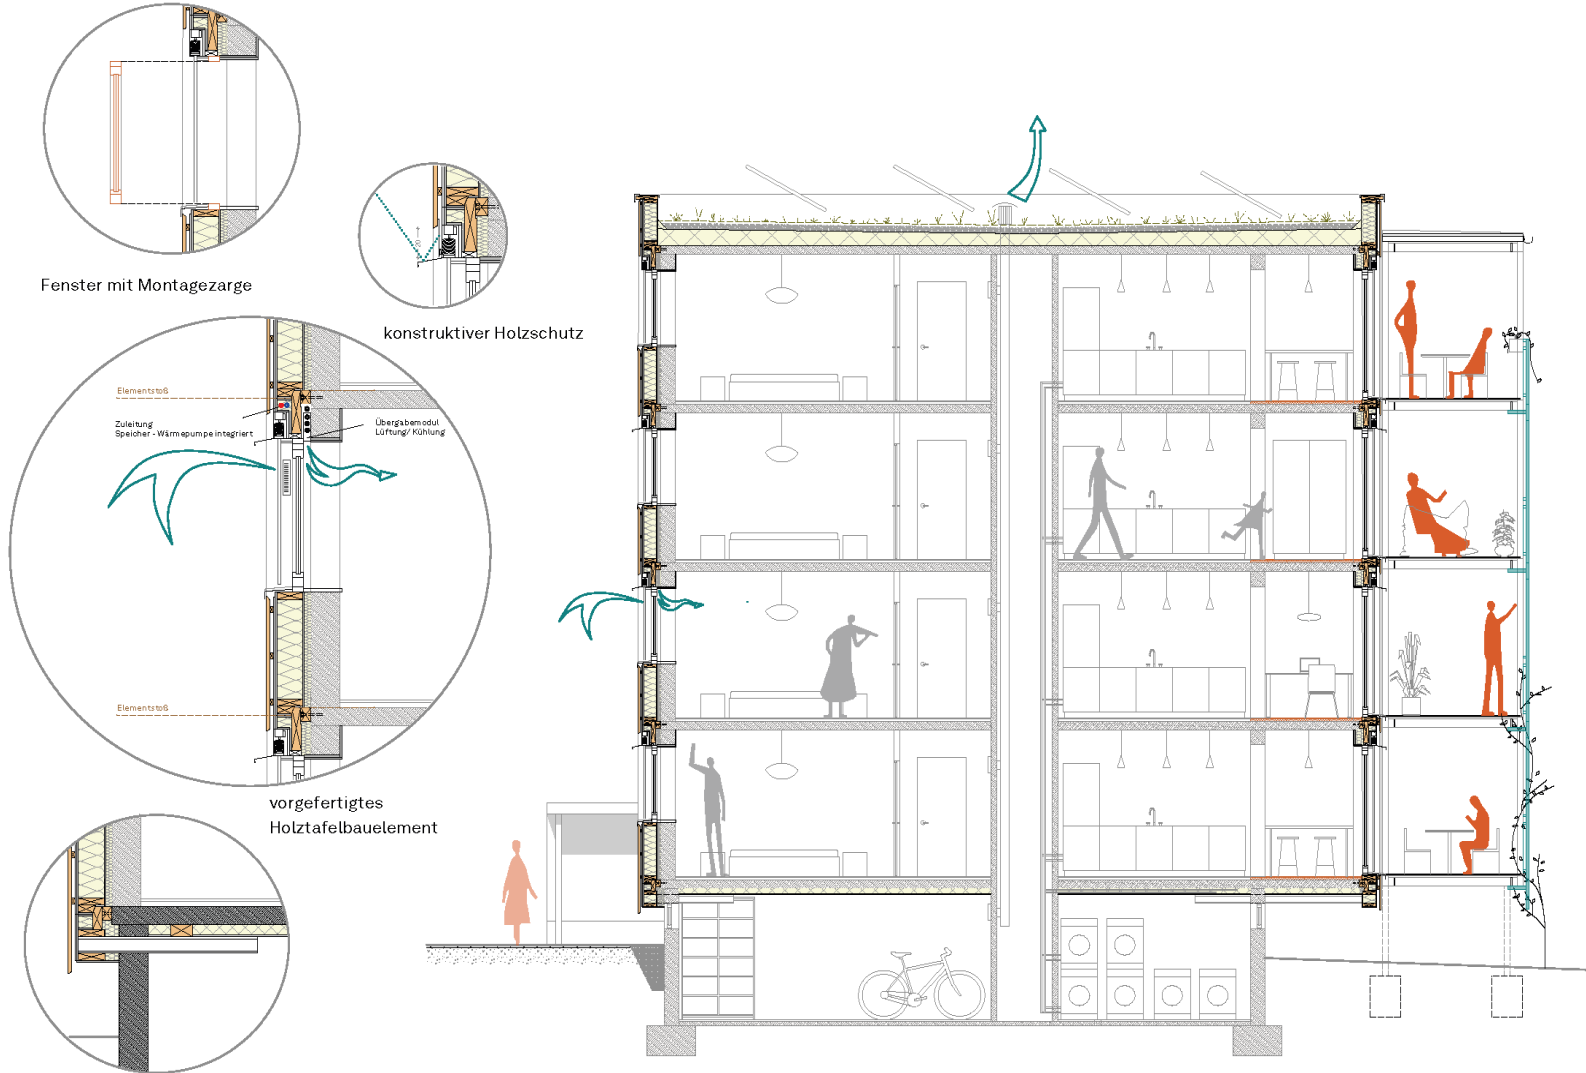 Fenster mit Montagezarge
konstruktiver Holzschutz
Elementstoß
Zuleitung
Speicher - Wärmepumpe integriert
Übergabemodul
Lüftung/ Kühlung
Elementstoß
vorgefertigtes
Holztafelbauelement